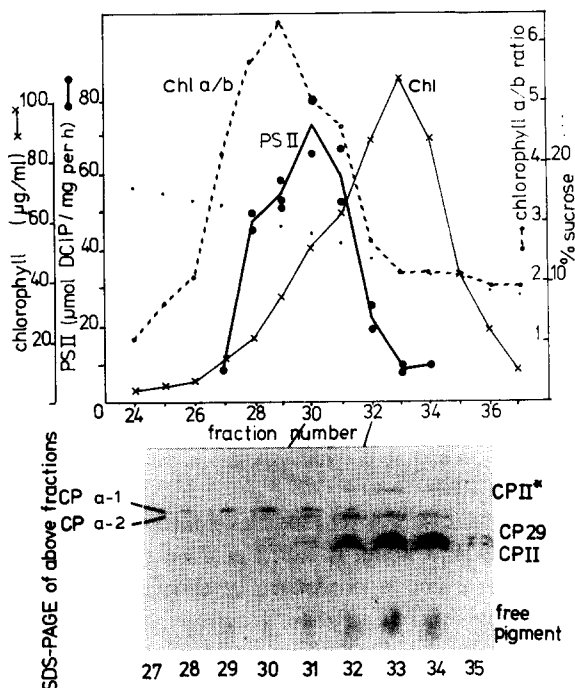 chlorophyll (µg/ml)
PS II (µmol DCIP / mg per h)
100
80
60
40
20
80
60
40
20
0
Chl a/b
PS II
Chl
6
5
4
3
2
1
20
10
chlorophyll a/b ratio
% sucrose
24
26
28
30
32
34
36
fraction number
SDS-PAGE of above fractions
CP a-1
CP a-2
CPII*
CP29
CPII
free
pigment
27 28 29 30 31 32 33 34 35